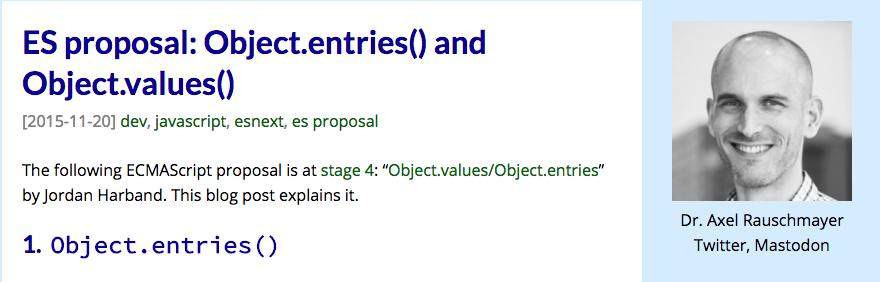 ES proposal: Object.entries() and
Object.values()
[2015-11-20] dev, javascript, esnext, es proposal
The following ECMAScript proposal is at stage 4: “Object.values/Object.entries”
by Jordan Harband. This blog post explains it.
1. Object.entries()
Dr. Axel Rauschmayer
Twitter, Mastodon